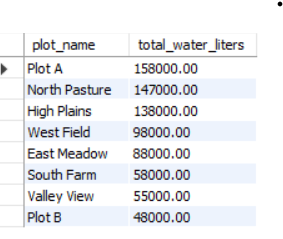 plot_name total_water_liters
Plot A 158000.00
North Pasture 147000.00
High Plains 138000.00
West Field 98000.00
East Meadow 88000.00
South Farm 58000.00
Valley View 55000.00
Plot B 48000.00